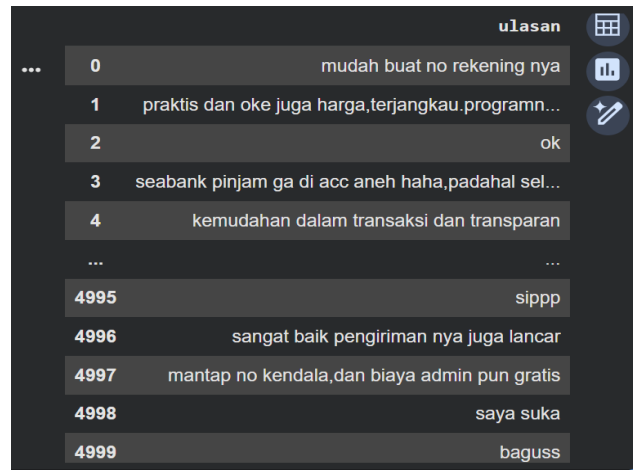 ulasan
... 0 mudah buat no rekening nya
1 praktis dan oke juga harga,terjangkau.programn...
2 ok
3 seabank pinjam ga di acc aneh haha,padahal sel...
4 kemudahan dalam transaksi dan transparan
... ...
4995 sippp
4996 sangat baik pengiriman nya juga lancar
4997 mantap no kendala,dan biaya admin pun gratis
4998 saya suka
4999 baguss